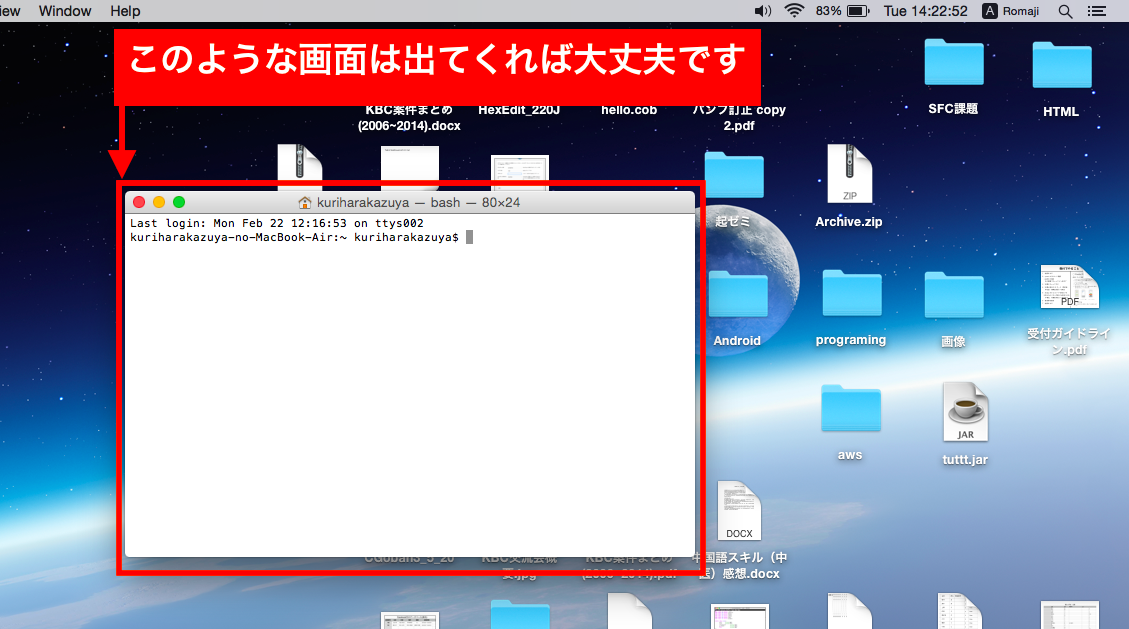 Window Help
83% Tue 14:22:52 A Romaji
このような画面は出てくれば大丈夫です
KBC案件まとめ
(2006~2014).docx
HexEdit_220J
hello.cob
パンフ訂正 copy
2.pdf
SFC課題
HTML
ZIP
起ゼミ
Archive.zip
kuriharakazuya — bash — 80×24
Last login: Mon Feb 22 12:16:53 on ttys002
kuriharakazuya-no-MacBook-Air:~ kuriharakazuya$
PDF
Android
programing
画像
受付ガイドライ
ン.pdf
JAR
aws
tuttt.jar
DOCX
KBC交流会概
要.jpg
KBC案件まとめ
(2006~2014).pdf
中国語スキル（中
医）感想.docx